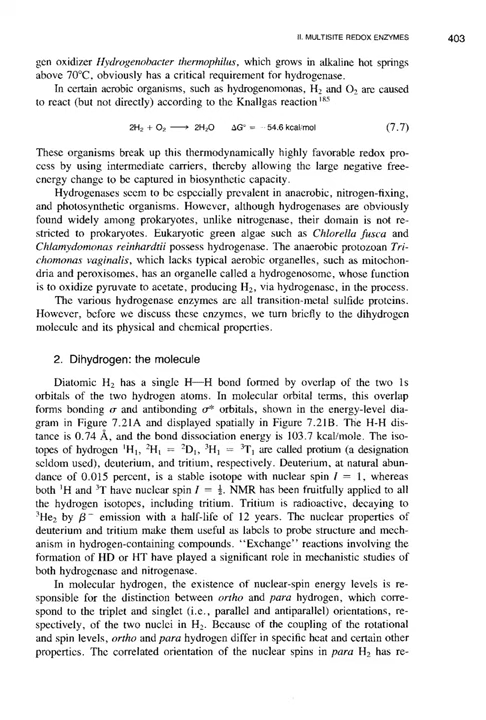 II. MULTISITE REDOX ENZYMES 403
gen oxidizer Hydrogenobacter thermophilus, which grows in alkaline hot springs
above 70°C, obviously has a critical requirement for hydrogenase.
In certain aerobic organisms, such as hydrogenomonas, H₂ and O₂ are caused
to react (but not directly) according to the Knallgas reaction¹⁸⁵
2H₂ + O₂ ⟶ 2H₂O ΔG° = -54.6 kcal/mol (7.7)
These organisms break up this thermodynamically highly favorable redox pro-
cess by using intermediate carriers, thereby allowing the large negative free-
energy change to be captured in biosynthetic capacity.
Hydrogenases seem to be especially prevalent in anaerobic, nitrogen-fixing,
and photosynthetic organisms. However, although hydrogenases are obviously
found widely among prokaryotes, unlike nitrogenase, their domain is not re-
stricted to prokaryotes. Eukaryotic green algae such as Chlorella fusca and
Chlamydomonas reinhardtii possess hydrogenase. The anaerobic protozoan Tri-
chomonas vaginalis, which lacks typical aerobic organelles, such as mitochon-
dria and peroxisomes, has an organelle called a hydrogenosome, whose function
is to oxidize pyruvate to acetate, producing H₂, via hydrogenase, in the process.
The various hydrogenase enzymes are all transition-metal sulfide proteins.
However, before we discuss these enzymes, we turn briefly to the dihydrogen
molecule and its physical and chemical properties.
2. Dihydrogen: the molecule
Diatomic H₂ has a single H—H bond formed by overlap of the two 1s
orbitals of the two hydrogen atoms. In molecular orbital terms, this overlap
forms bonding σ and antibonding σ* orbitals, shown in the energy-level dia-
gram in Figure 7.21A and displayed spatially in Figure 7.21B. The H-H dis-
tance is 0.74 Å, and the bond dissociation energy is 103.7 kcal/mole. The iso-
topes of hydrogen ¹H₁, ²H₁ = ²D₁, ³H₁ = ³T₁ are called protium (a designation
seldom used), deuterium, and tritium, respectively. Deuterium, at natural abun-
dance of 0.015 percent, is a stable isotope with nuclear spin I = 1, whereas
both ¹H and ³T have nuclear spin I = ½. NMR has been fruitfully applied to all
the hydrogen isotopes, including tritium. Tritium is radioactive, decaying to
³He₂ by β⁻ emission with a half-life of 12 years. The nuclear properties of
deuterium and tritium make them useful as labels to probe structure and mech-
anism in hydrogen-containing compounds. "Exchange" reactions involving the
formation of HD or HT have played a significant role in mechanistic studies of
both hydrogenase and nitrogenase.
In molecular hydrogen, the existence of nuclear-spin energy levels is re-
sponsible for the distinction between ortho and para hydrogen, which corre-
spond to the triplet and singlet (i.e., parallel and antiparallel) orientations, re-
spectively, of the two nuclei in H₂. Because of the coupling of the rotational
and spin levels, ortho and para hydrogen differ in specific heat and certain other
properties. The correlated orientation of the nuclear spins in para H₂ has re-